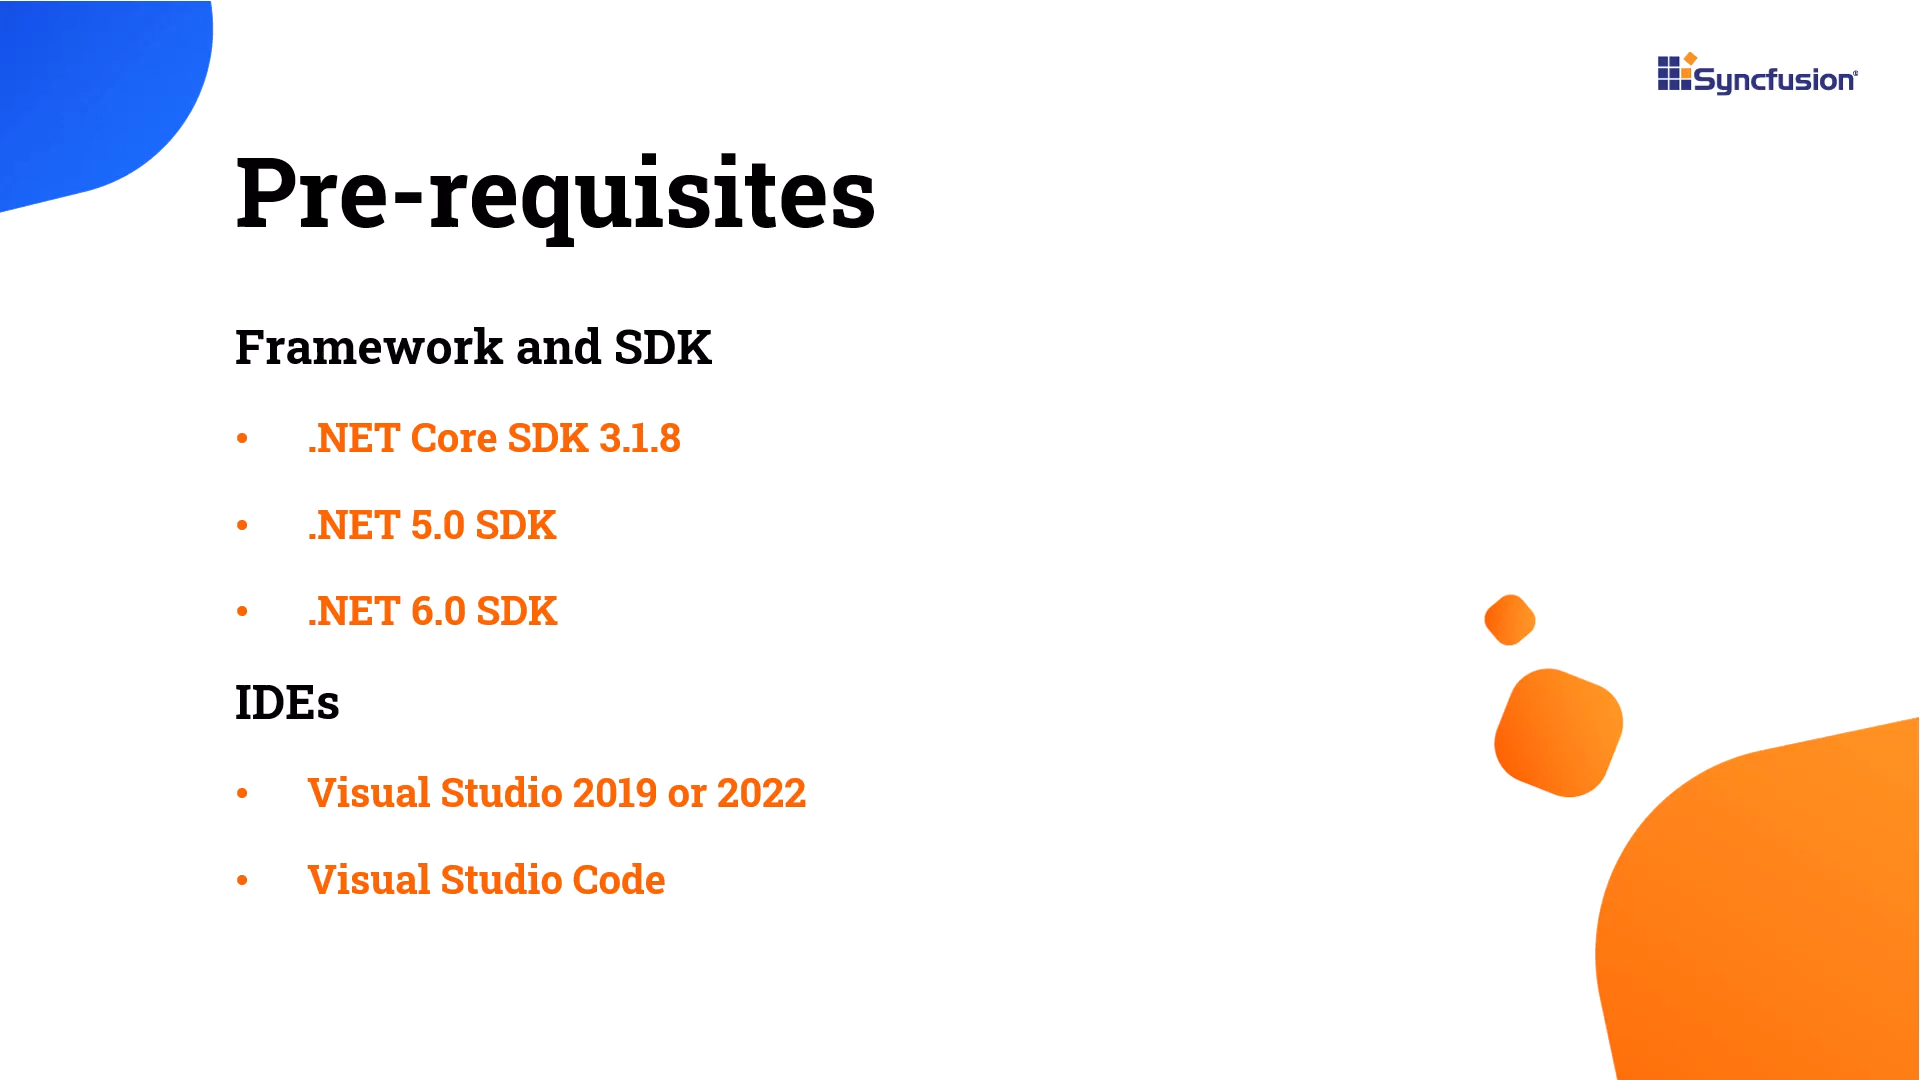 Syncfusion®
Pre-requisites
Framework and SDK
• .NET Core SDK 3.1.8
• .NET 5.0 SDK
• .NET 6.0 SDK
IDEs
• Visual Studio 2019 or 2022
• Visual Studio Code